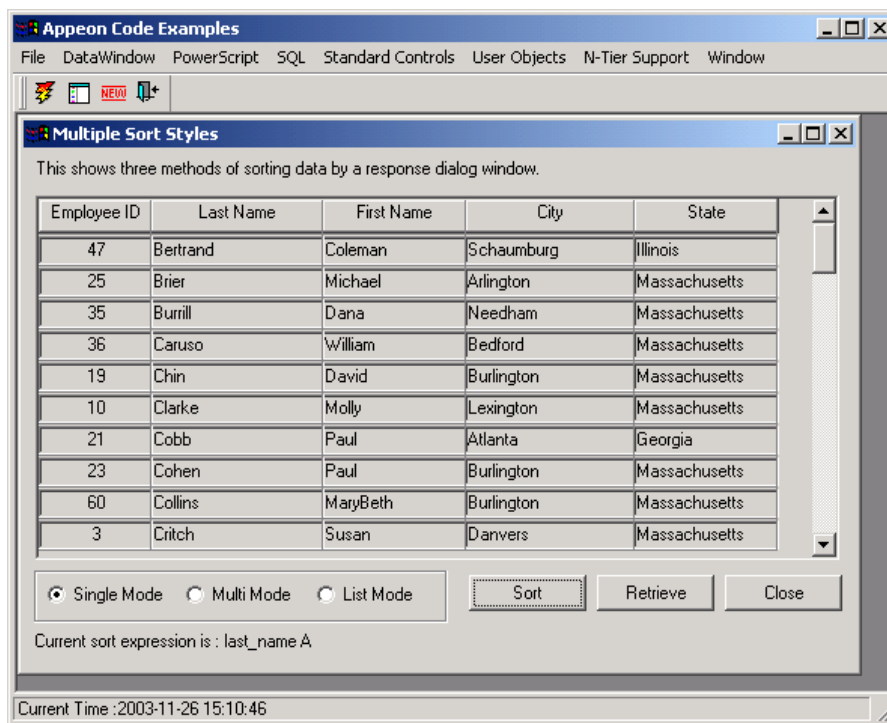 Appeon Code Examples
File DataWindow PowerScript SQL Standard Controls User Objects N-Tier Support Window
NEW
Multiple Sort Styles
This shows three methods of sorting data by a response dialog window.
Employee ID Last Name First Name City State
47 Bertrand Coleman Schaumburg Illinois
25 Brier Michael Arlington Massachusetts
35 Burrill Dana Needham Massachusetts
36 Caruso William Bedford Massachusetts
19 Chin David Burlington Massachusetts
10 Clarke Molly Lexington Massachusetts
21 Cobb Paul Atlanta Georgia
23 Cohen Paul Burlington Massachusetts
60 Collins MaryBeth Burlington Massachusetts
3 Critch Susan Danvers Massachusetts
Single Mode Multi Mode List Mode Sort Retrieve Close
Current sort expression is : last_name A
Current Time :2003-11-26 15:10:46